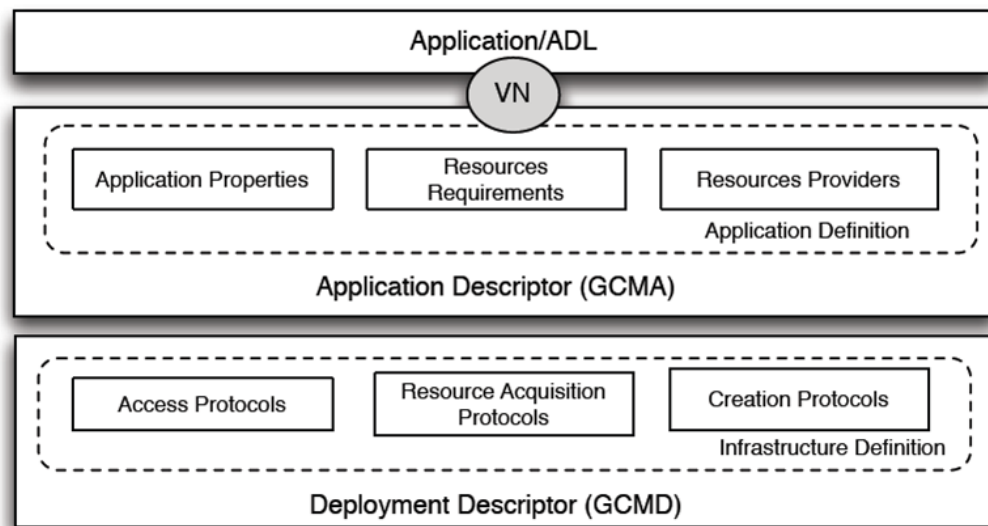 Application/ADL
VN
Application Properties
Resources
Requirements
Resources Providers
Application Definition
Application Descriptor (GCMA)
Access Protocols
Resource Acquisition
Protocols
Creation Protocols
Infrastructure Definition
Deployment Descriptor (GCMD)